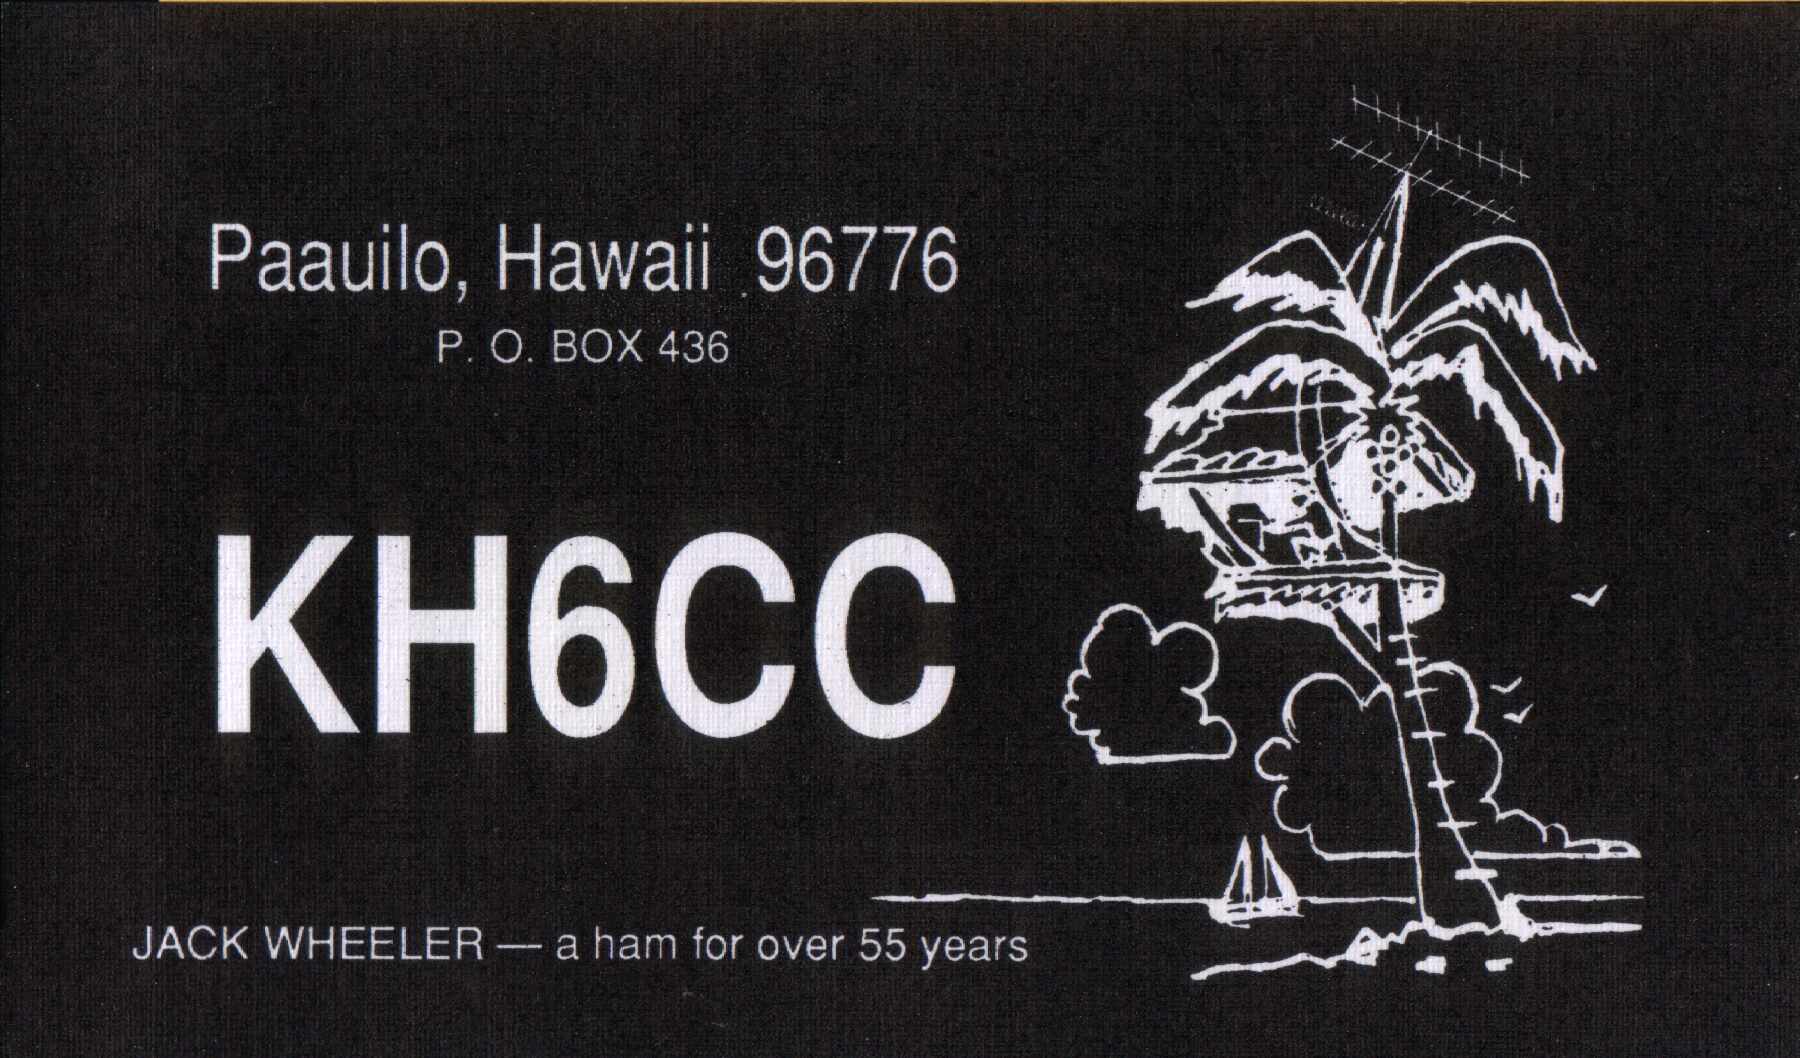 Paauilo, Hawaii 96776
P. O. BOX 436
KH6CC
JACK WHEELER — a ham for over 55 years